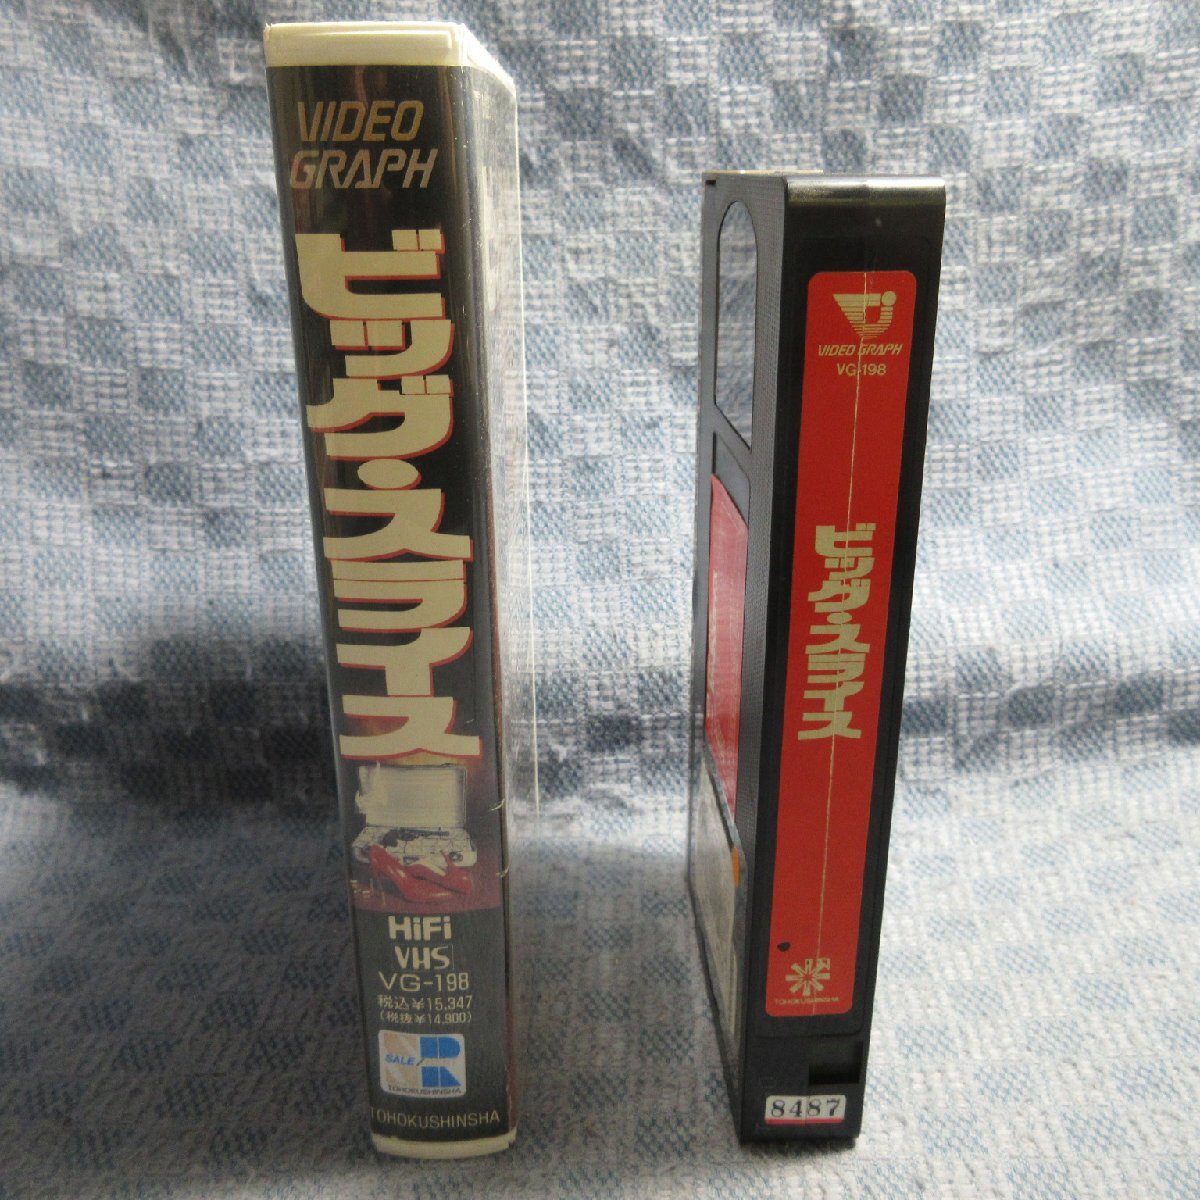 VIDEO
GRAPH
ビッグ・スライス
HiFi
VHS
VG-198
税込¥15,347
(税抜¥14,900)
SALE/
R
TOHOKUSHINSHA
TOHOKUSHINSHA
VIDEO GRAPH
VG-198
ビッグ・スライス
TOHOKUSHINSHA
8487